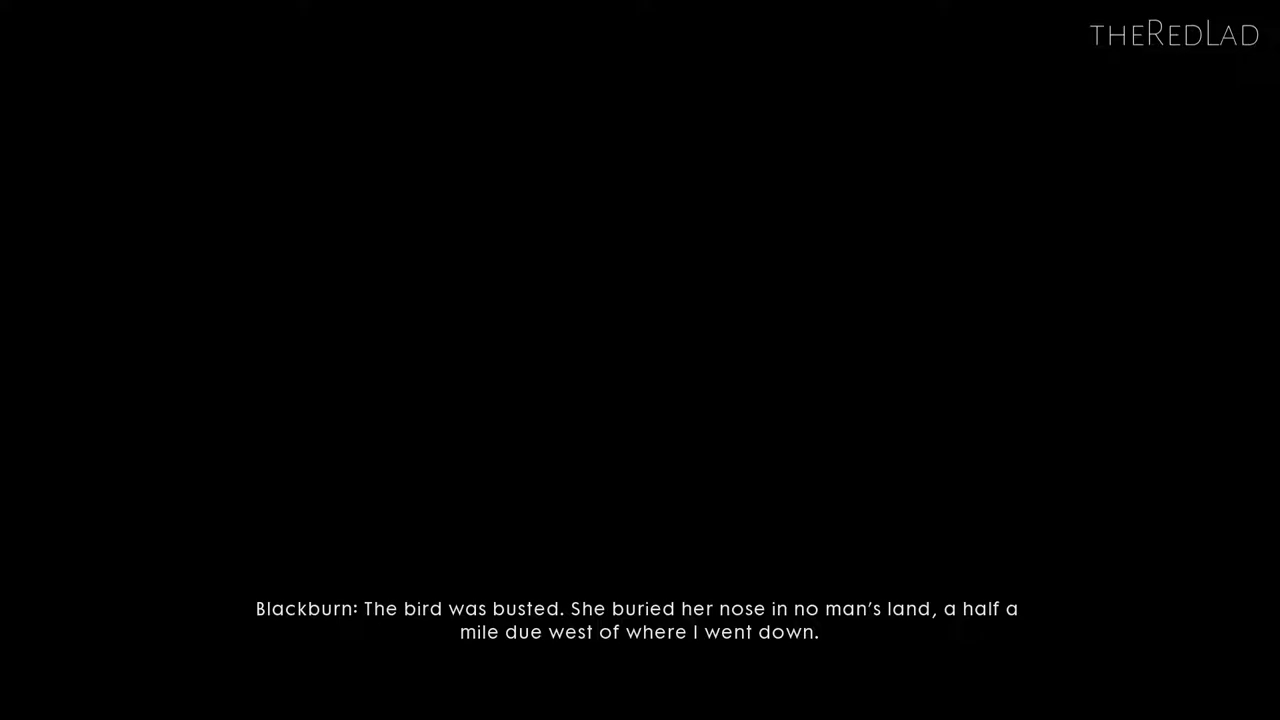 THEREDLAD
Blackburn: The bird was busted. She buried her nose in no man's land, a half a
mile due west of where I went down.